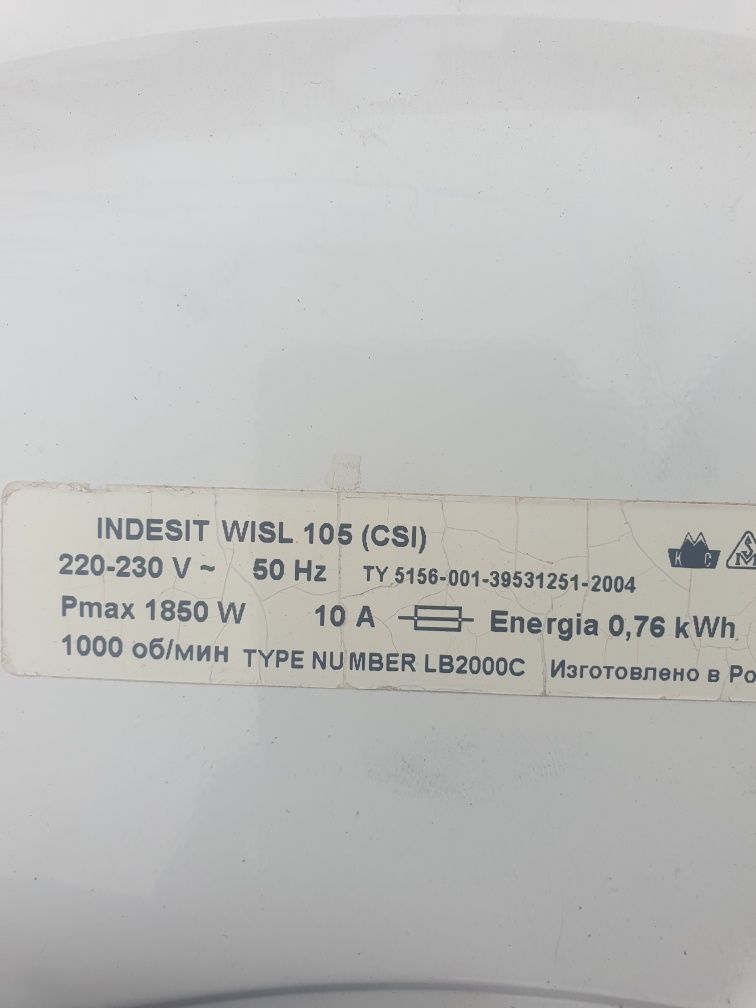 INDESIT WISL 105 (CSI)
220-230 V ~ 50 Hz ТУ 5156-001-39531251-2004
Pmax 1850 W 10 A Energia 0,76 kWh
1000 об/мин TYPE NUMBER LB2000C Изготовлено в Ро
К С